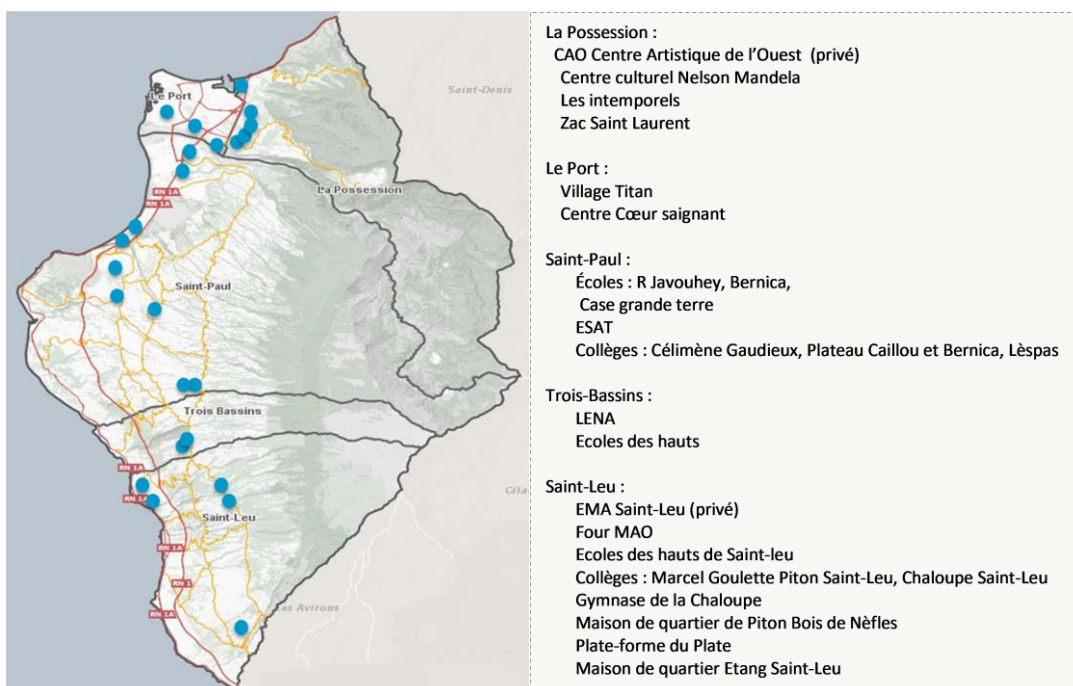 Le Port
Saint-Denis
La Possession
RN 1A
RN 1A
Saint-Paul
Trois Bassins
RN 1A
RN 1A
Cila
Saint-Leu
RN 1A
RN 1
Les Avirons
RN 1A
La Possession :
CAO Centre Artistique de l’Ouest (privé)
Centre culturel Nelson Mandela
Les intemporels
Zac Saint Laurent
Le Port :
Village Titan
Centre Cœur saignant
Saint-Paul :
Écoles : R Javouhey, Bernica,
Case grande terre
ESAT
Collèges : Célimène Gaudieux, Plateau Caillou et Bernica, Lèspas
Trois-Bassins :
LENA
Ecoles des hauts
Saint-Leu :
EMA Saint-Leu (privé)
Four MAO
Ecoles des hauts de Saint-leu
Collèges : Marcel Goulette Piton Saint-Leu, Chaloupe Saint-Leu
Gymnase de la Chaloupe
Maison de quartier de Piton Bois de Nèfles
Plate-forme du Plate
Maison de quartier Etang Saint-Leu